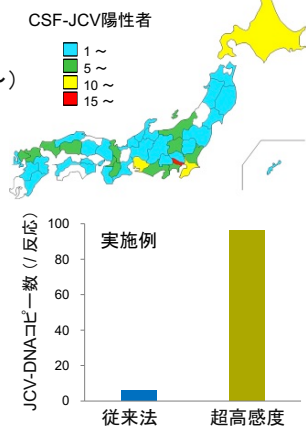 CSF-JCV陽性者
1 ～
5 ～
10 ～
15 ～
～)
JCV-DNAコピー数 (/ 反応)
100
80
60
40
20
0
実施例
従来法
超高感度